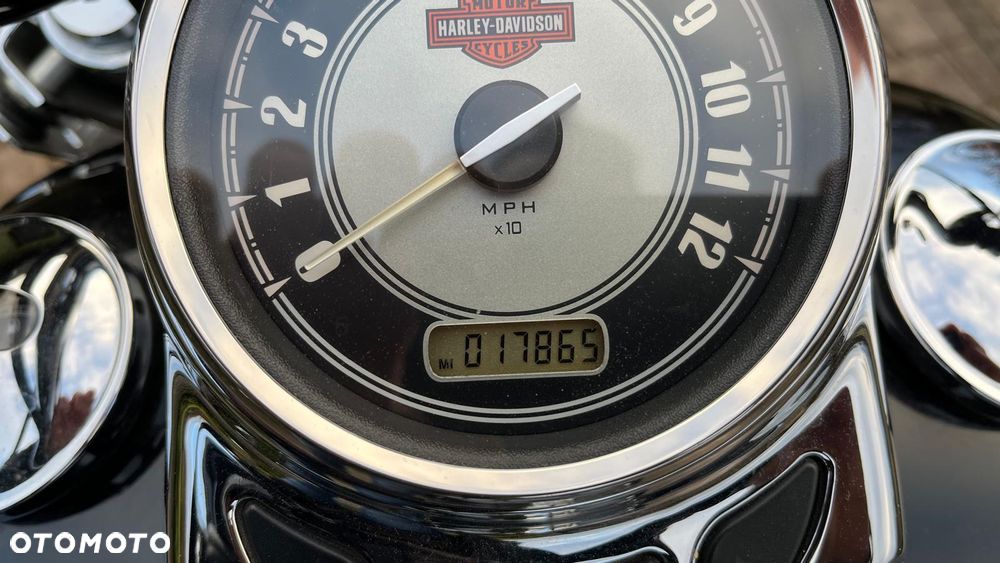 MOTOR
HARLEY-DAVIDSON
CYCLES
0
1
2
3
9
10
11
12
MPH
x10
MI 017865
OTOMOTO